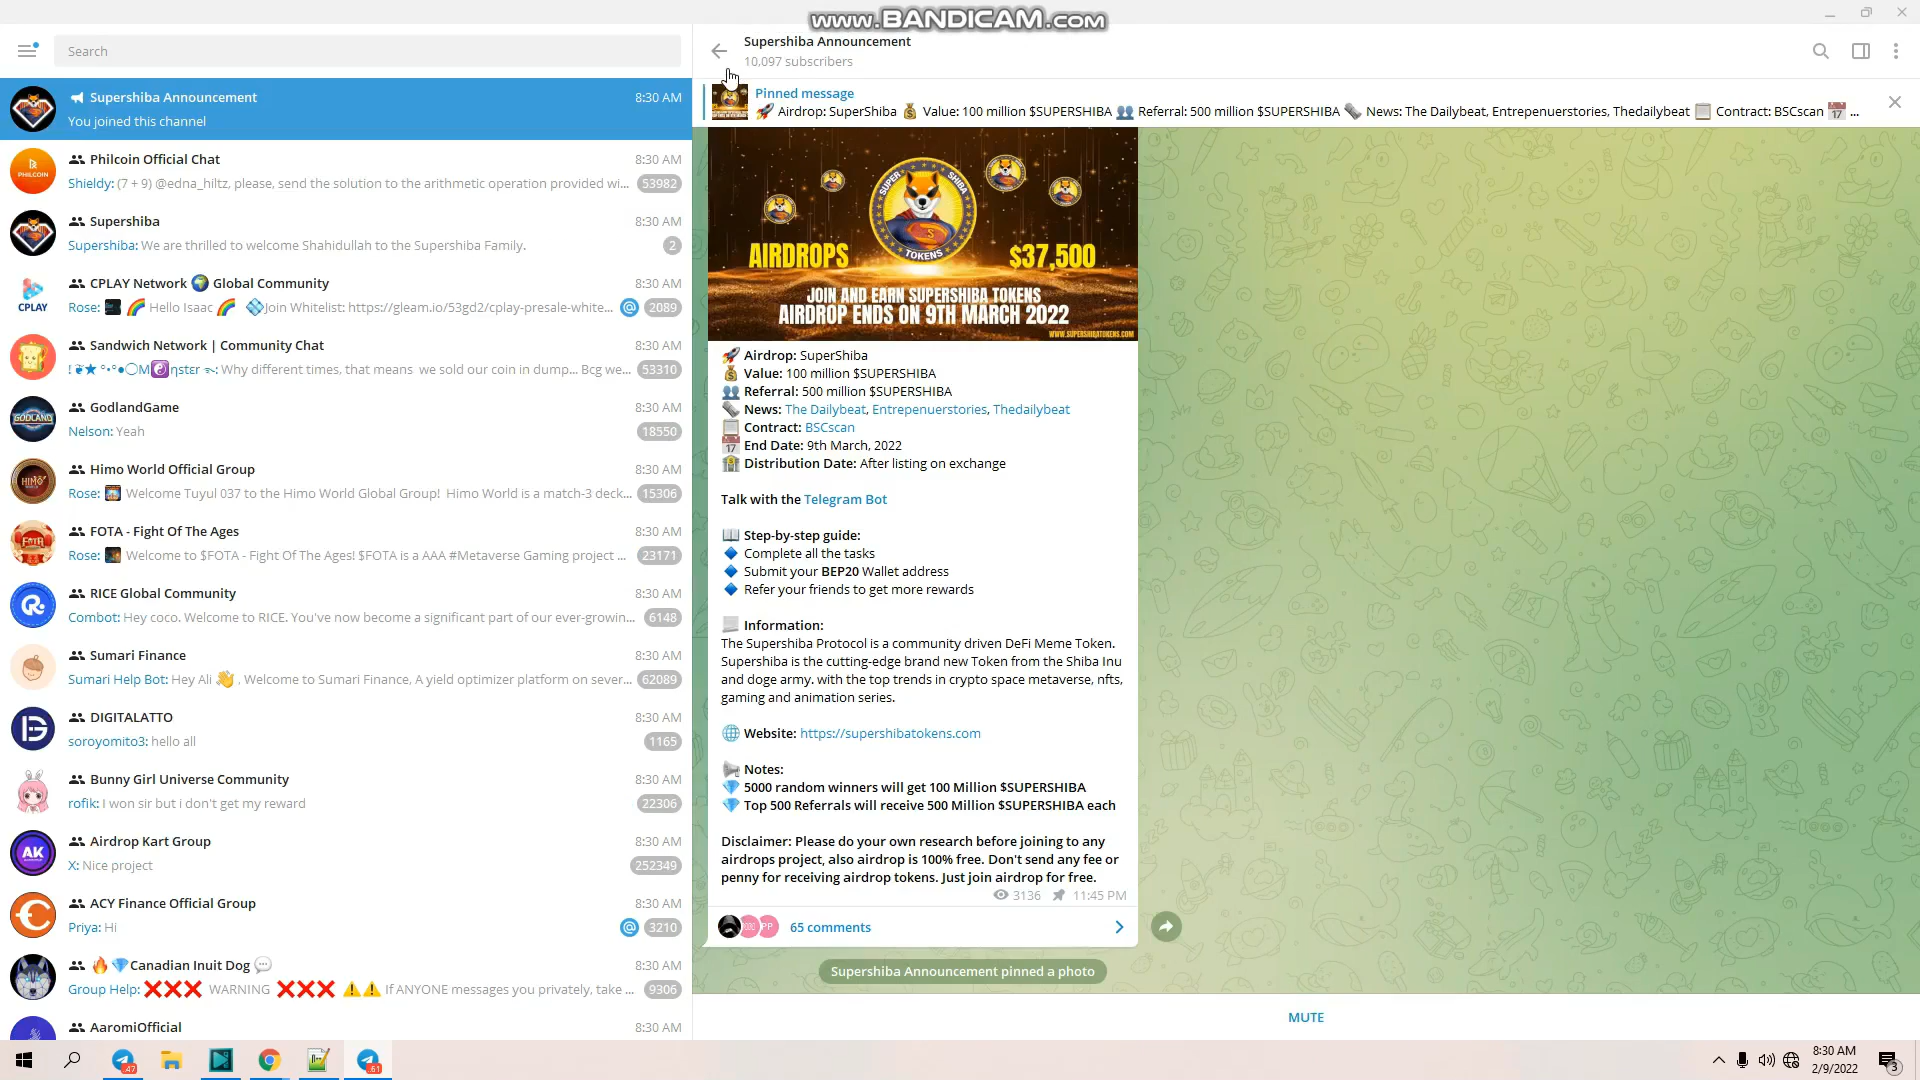 www.BANDICAM.com
Search
Supershiba Announcement
8:30 AM
You joined this channel
Philcoin Official Chat
8:30 AM
Shieldy: (7 + 9) @edna_hiltz, please, send the solution to the arithmetic operation provided wi...
53982
Supershiba
8:30 AM
Supershiba: We are thrilled to welcome Shahidullah to the Supershiba Family.
2
CPLAY Network 🌍 Global Community
8:30 AM
Rose: 🌈 Hello Isaac 🌈 💠Join Whitelist: https://gleam.io/53gd2/cplay-presale-white...
@ 2089
CPLAY
Sandwich Network | Community Chat
8:30 AM
Why different times, that means we sold our coin in dump... Bcg we...
53310
GodlandGame
8:30 AM
Nelson: Yeah
18550
GODLAND
Himo World Official Group
8:30 AM
Rose: Welcome Tuyul 037 to the Himo World Global Group! Himo World is a match-3 deck...
15306
HIMO
FOTA - Fight Of The Ages
8:30 AM
Rose: Welcome to $FOTA - Fight Of The Ages! $FOTA is a AAA #Metaverse Gaming project ...
23171
FOTA
RICE Global Community
8:30 AM
Combot: Hey coco. Welcome to RICE. You've now become a significant part of our ever-growin...
6148
Sumari Finance
8:30 AM
Sumari Help Bot: Hey Ali 👋 , Welcome to Sumari Finance, A yield optimizer platform on sever...
62089
DIGITALATTO
8:30 AM
soroyomito3: hello all
1165
Bunny Girl Universe Community
8:30 AM
rofik: I won sir but i don't get my reward
22306
Airdrop Kart Group
8:30 AM
X: Nice project
252349
AK
ACY Finance Official Group
8:30 AM
Priya: Hi
@ 3210
🔥💎Canadian Inuit Dog 💬
8:30 AM
Group Help: ❌❌❌ WARNING ❌❌❌ ⚠⚠ If ANYONE messages you privately, take ...
9306
AaromiOfficial
8:30 AM
Supershiba Announcement
10,097 subscribers
Pinned message
🚀 Airdrop: SuperShiba 💰 Value: 100 million $SUPERSHIBA 👥 Referral: 500 million $SUPERSHIBA 🗞 News: The Dailybeat, Entrepenuerstories, Thedailybeat 📋 Contract: BSCscan 📅 ...
SUPER SHIBA
TOKENS
AIRDROPS
$37,500
JOIN AND EARN SUPERSHIBA TOKENS
AIRDROP ENDS ON 9TH MARCH 2022
WWW.SUPERSHIBATOKENS.COM
🚀 Airdrop: SuperShiba
💰 Value: 100 million $SUPERSHIBA
👥 Referral: 500 million $SUPERSHIBA
🗞 News: The Dailybeat, Entrepenuerstories, Thedailybeat
📋 Contract: BSCscan
📅 End Date: 9th March, 2022
🏦 Distribution Date: After listing on exchange
Talk with the Telegram Bot
📖 Step-by-step guide:
🔹 Complete all the tasks
🔹 Submit your BEP20 Wallet address
🔹 Refer your friends to get more rewards
📃 Information:
The Supershiba Protocol is a community driven DeFi Meme Token.
Supershiba is the cutting-edge brand new Token from the Shiba Inu
and doge army. with the top trends in crypto space metaverse, nfts,
gaming and animation series.
🌐 Website: https://supershibatokens.com
📢 Notes:
💎 5000 random winners will get 100 Million $SUPERSHIBA
💎 Top 500 Referrals will receive 500 Million $SUPERSHIBA each
Disclaimer: Please do your own research before joining to any
airdrops project, also airdrop is 100% free. Don't send any fee or
penny for receiving airdrop tokens. Just join airdrop for free.
3136 11:45 PM
PP
65 comments
Supershiba Announcement pinned a photo
MUTE
47
61
8:30 AM
2/9/2022
3